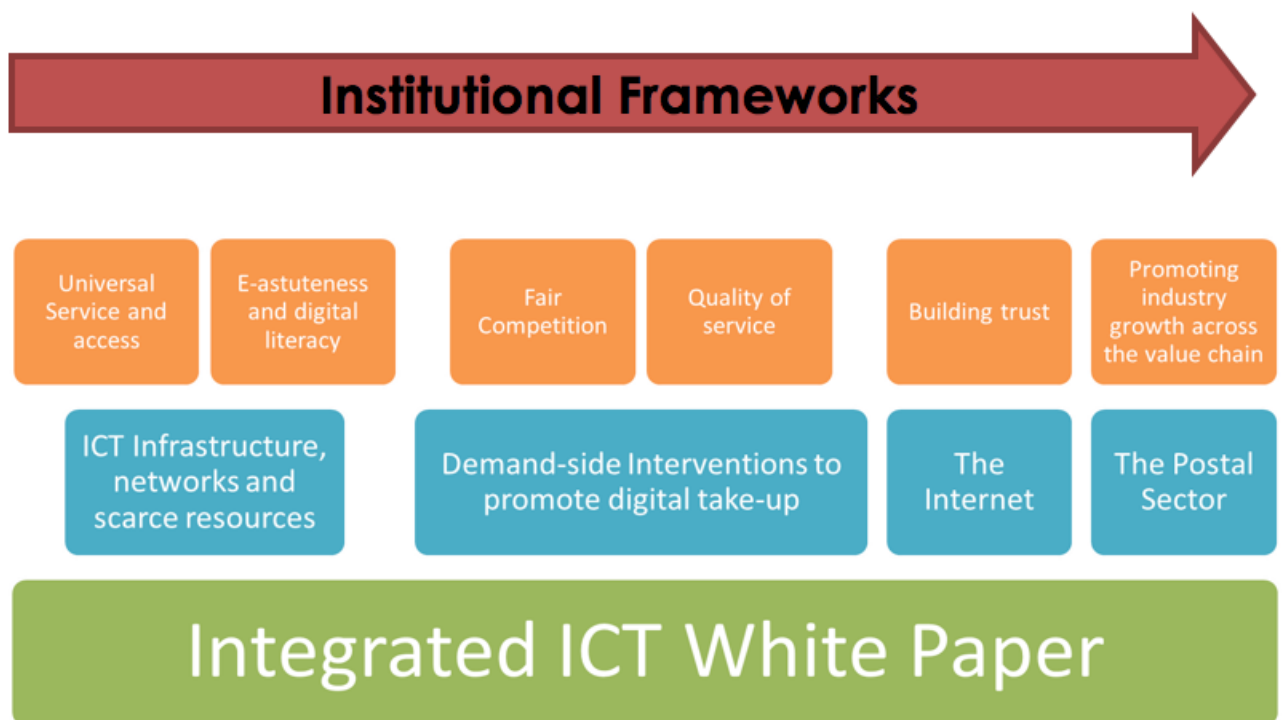 Institutional Frameworks
Universal
Service and
access
E-astuteness
and digital
literacy
Fair
Competition
Quality of
service
Building trust
Promoting
industry
growth across
the value chain
ICT Infrastructure,
networks and
scarce resources
Demand-side Interventions to
promote digital take-up
The
Internet
The Postal
Sector
Integrated ICT White Paper